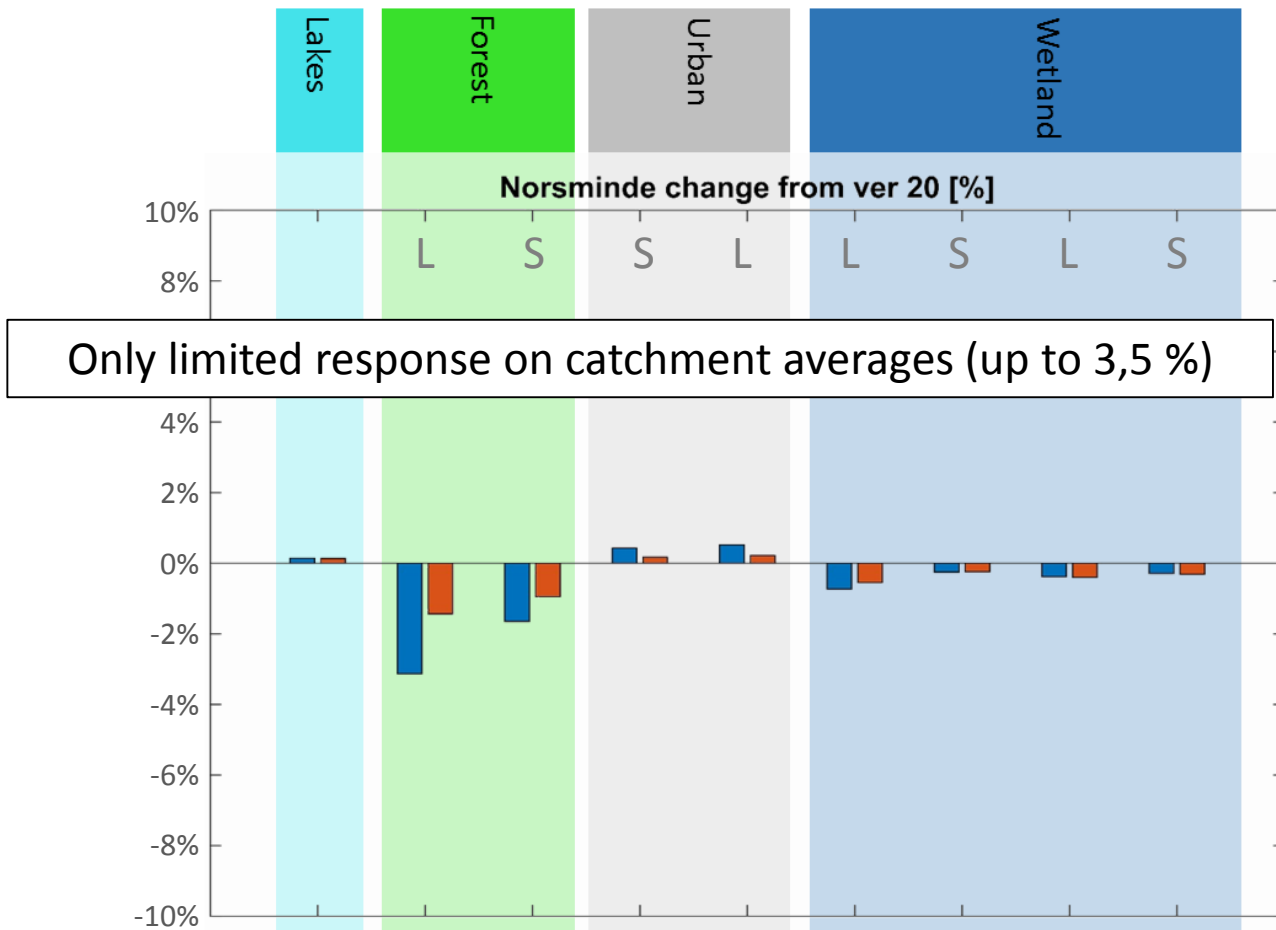 Lakes
Forest
Urban
Wetland
Norsminde change from ver 20 [%]
10%
L S S L L S L S
8%
Only limited response on catchment averages (up to 3,5 %)
4%
2%
0%
-2%
-4%
-6%
-8%
-10%